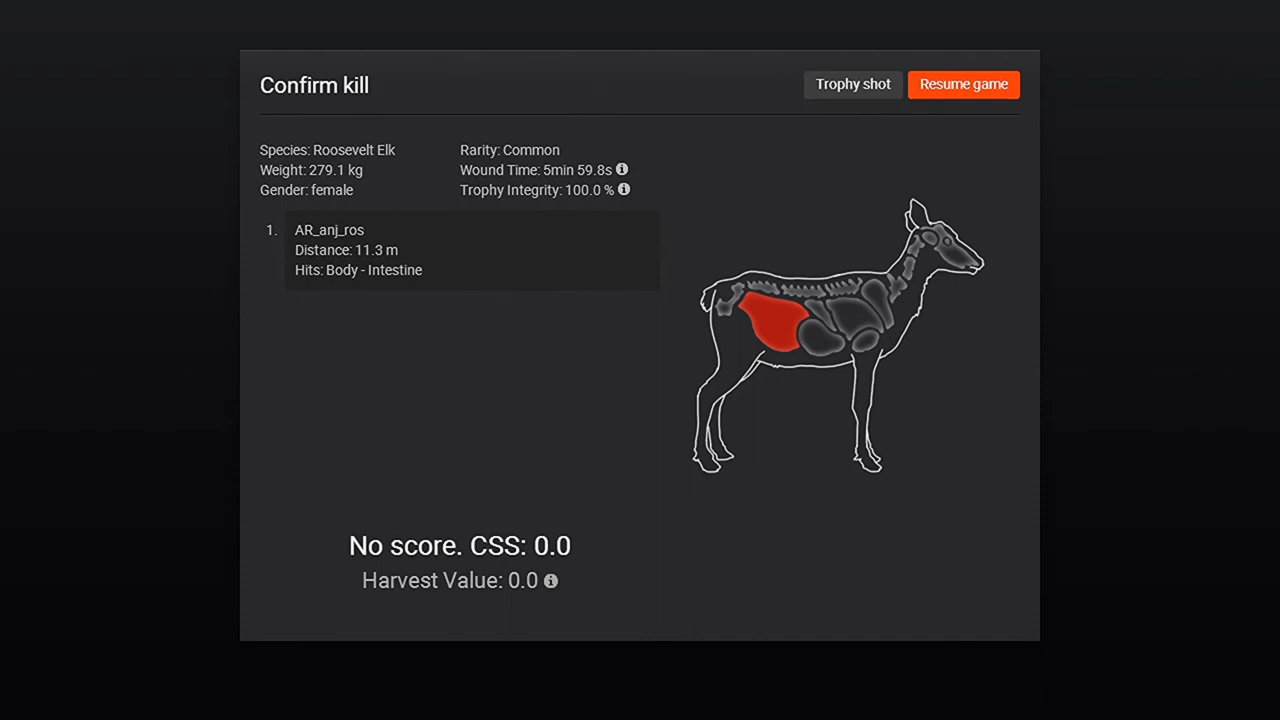 Confirm kill
Trophy shot
Resume game
Species: Roosevelt Elk
Weight: 279.1 kg
Gender: female
Rarity: Common
Wound Time: 5min 59.8s
Trophy Integrity: 100.0 %
1.
AR_anj_ros
Distance: 11.3 m
Hits: Body - Intestine
No score. CSS: 0.0
Harvest Value: 0.0